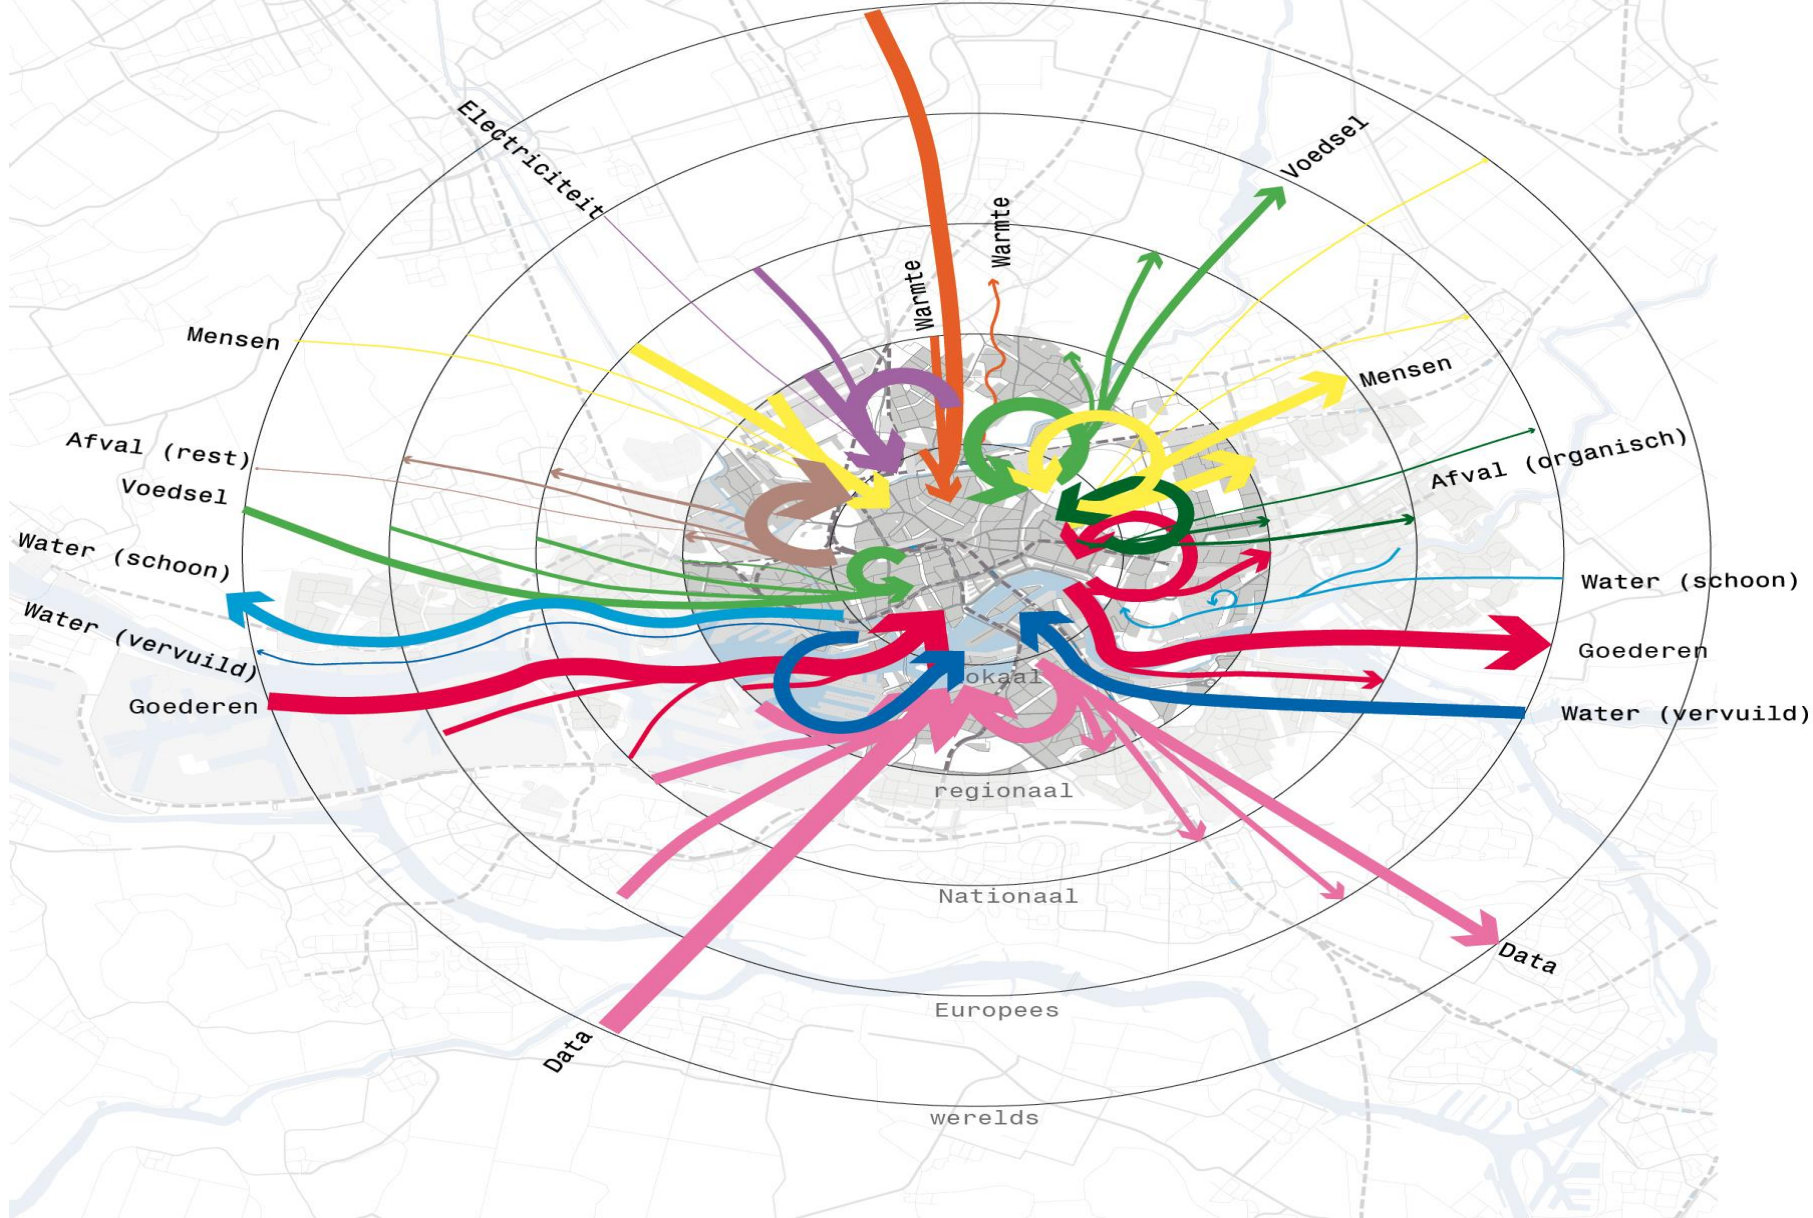 Electriciteit
Voedsel
Warmte
Warmte
Mensen
Mensen
Afval (rest)
Afval (organisch)
Voedsel
Water (schoon)
Water (schoon)
Water (vervuild)
Goederen
Goederen
Water (vervuild)
okaal
regionaal
Nationaal
Data
Europees
Data
werelds